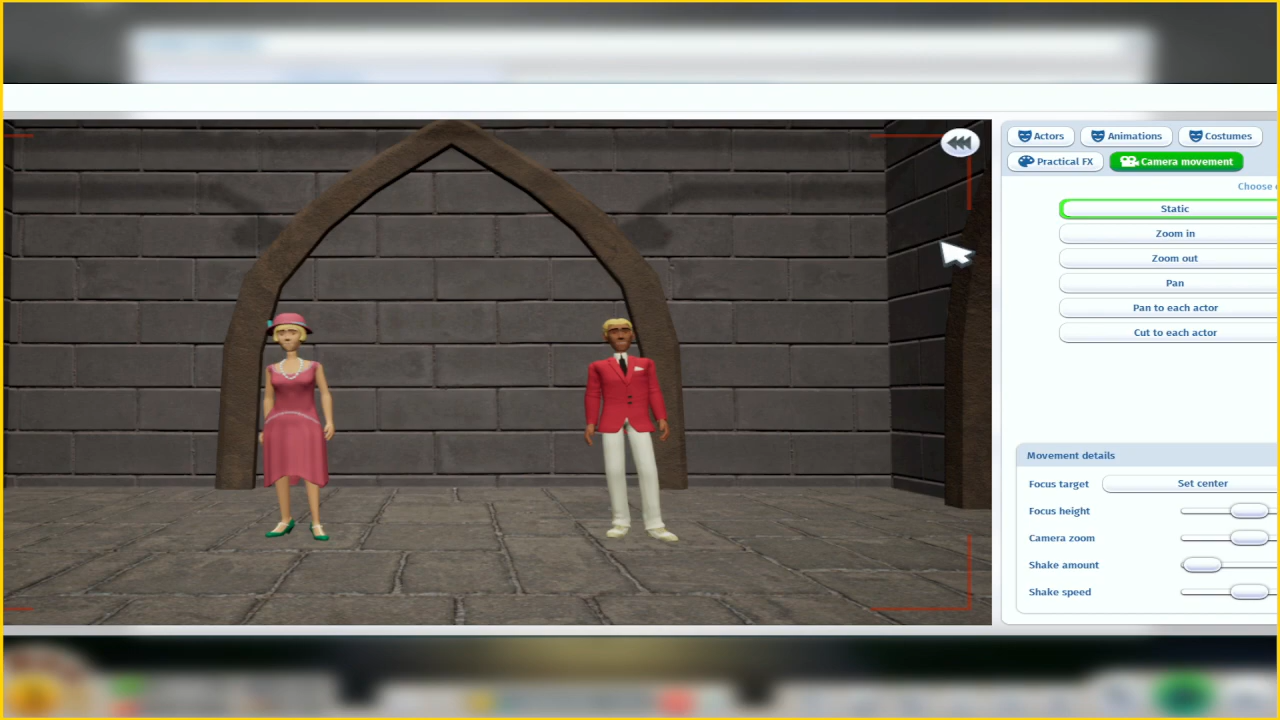 Actors Animations Costumes
Practical FX Camera movement
Choose
Static
Zoom in
Zoom out
Pan
Pan to each actor
Cut to each actor
Movement details
Focus target Set center
Focus height
Camera zoom
Shake amount
Shake speed